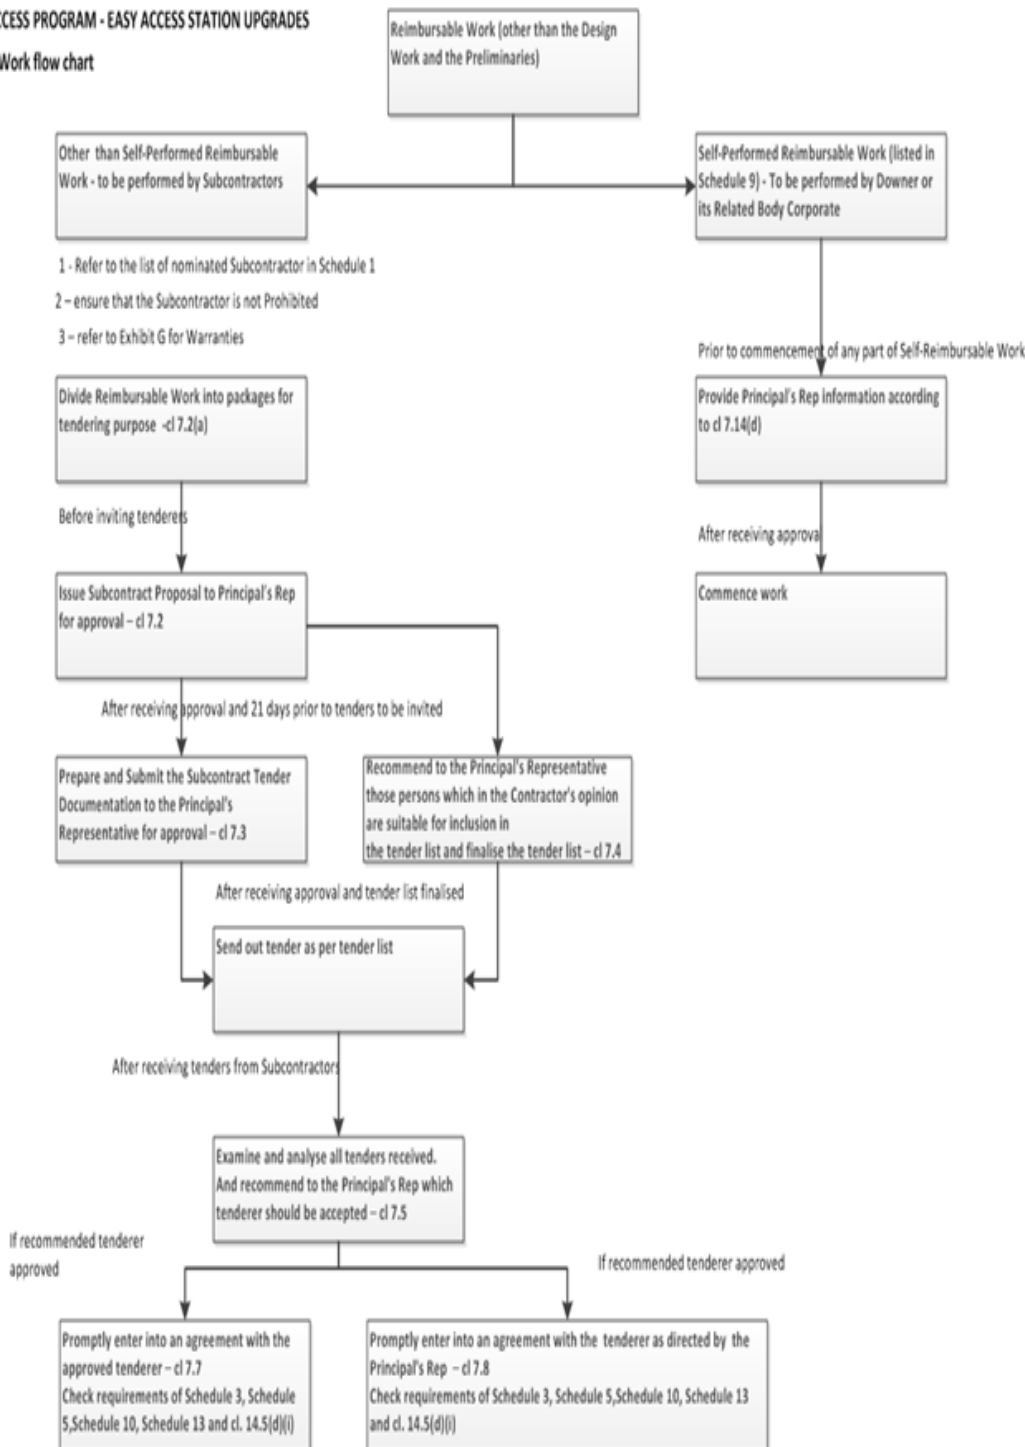 CCESS PROGRAM - EASY ACCESS STATION UPGRADES
Work flow chart
Reimbursable Work (other than the Design
Work and the Preliminaries)
Other than Self-Performed Reimbursable
Work - to be performed by Subcontractors
Self-Performed Reimbursable Work (listed in
Schedule 9) - To be performed by Downer or
its Related Body Corporate
1 - Refer to the list of nominated Subcontractor in Schedule 1
2 – ensure that the Subcontractor is not Prohibited
3 – refer to Exhibit G for Warranties
Prior to commencement of any part of Self-Reimbursable Work
Divide Reimbursable Work into packages for
tendering purpose -cl 7.2(a)
Provide Principal's Rep information according
to cl 7.14(d)
Before inviting tenderers
After receiving approval
Issue Subcontract Proposal to Principal's Rep
for approval – cl 7.2
Commence work
After receiving approval and 21 days prior to tenders to be invited
Prepare and Submit the Subcontract Tender
Documentation to the Principal's
Representative for approval – cl 7.3
Recommend to the Principal's Representative
those persons which in the Contractor's opinion
are suitable for inclusion in
the tender list and finalise the tender list – cl 7.4
After receiving approval and tender list finalised
Send out tender as per tender list
After receiving tenders from Subcontractors
Examine and analyse all tenders received.
And recommend to the Principal's Rep which
tenderer should be accepted – cl 7.5
If recommended tenderer
approved
If recommended tenderer approved
Promptly enter into an agreement with the
approved tenderer – cl 7.7
Check requirements of Schedule 3, Schedule
5,Schedule 10, Schedule 13 and cl. 14.5(d)(i)
Promptly enter into an agreement with the tenderer as directed by the
Principal's Rep – cl 7.8
Check requirements of Schedule 3, Schedule 5,Schedule 10, Schedule 13
and cl. 14.5(d)(i)